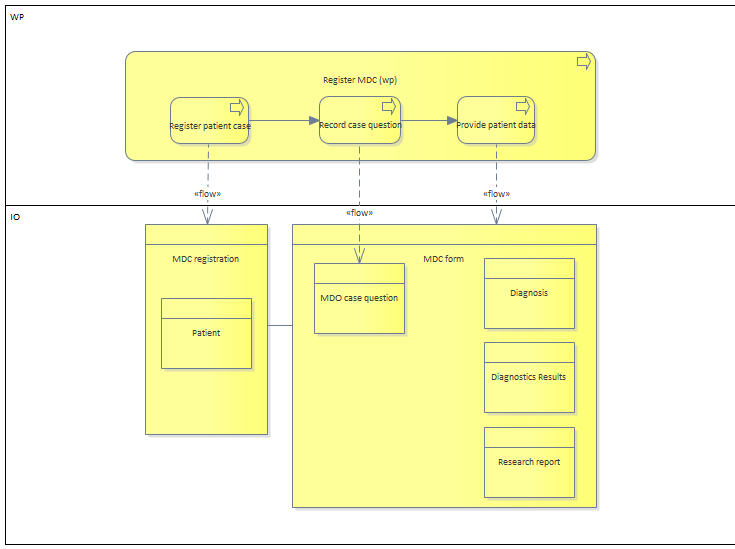 WP
Register MDC (wp)
Register patient case
Record case question
Provide patient data
«flow»
«flow»
«flow»
IO
MDC registration
MDC form
Patient
MDO case question
Diagnosis
Diagnostics Results
Research report